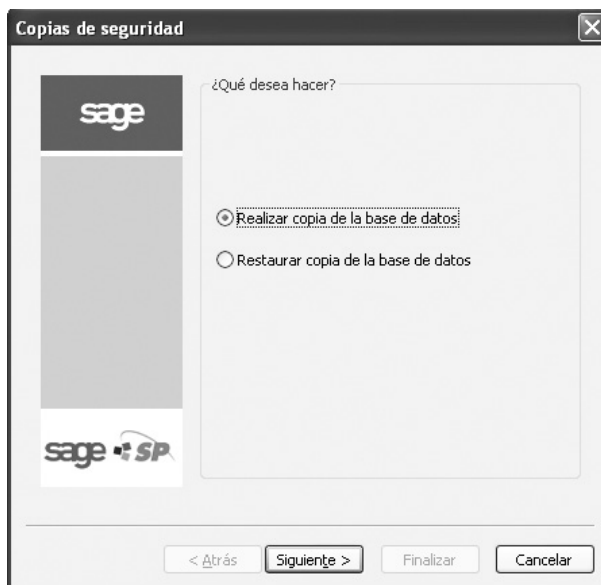 Copias de seguridad
sage
¿Qué desea hacer?
Realizar copia de la base de datos
Restaurar copia de la base de datos
sage SP
< Atrás
Siguiente >
Finalizar
Cancelar